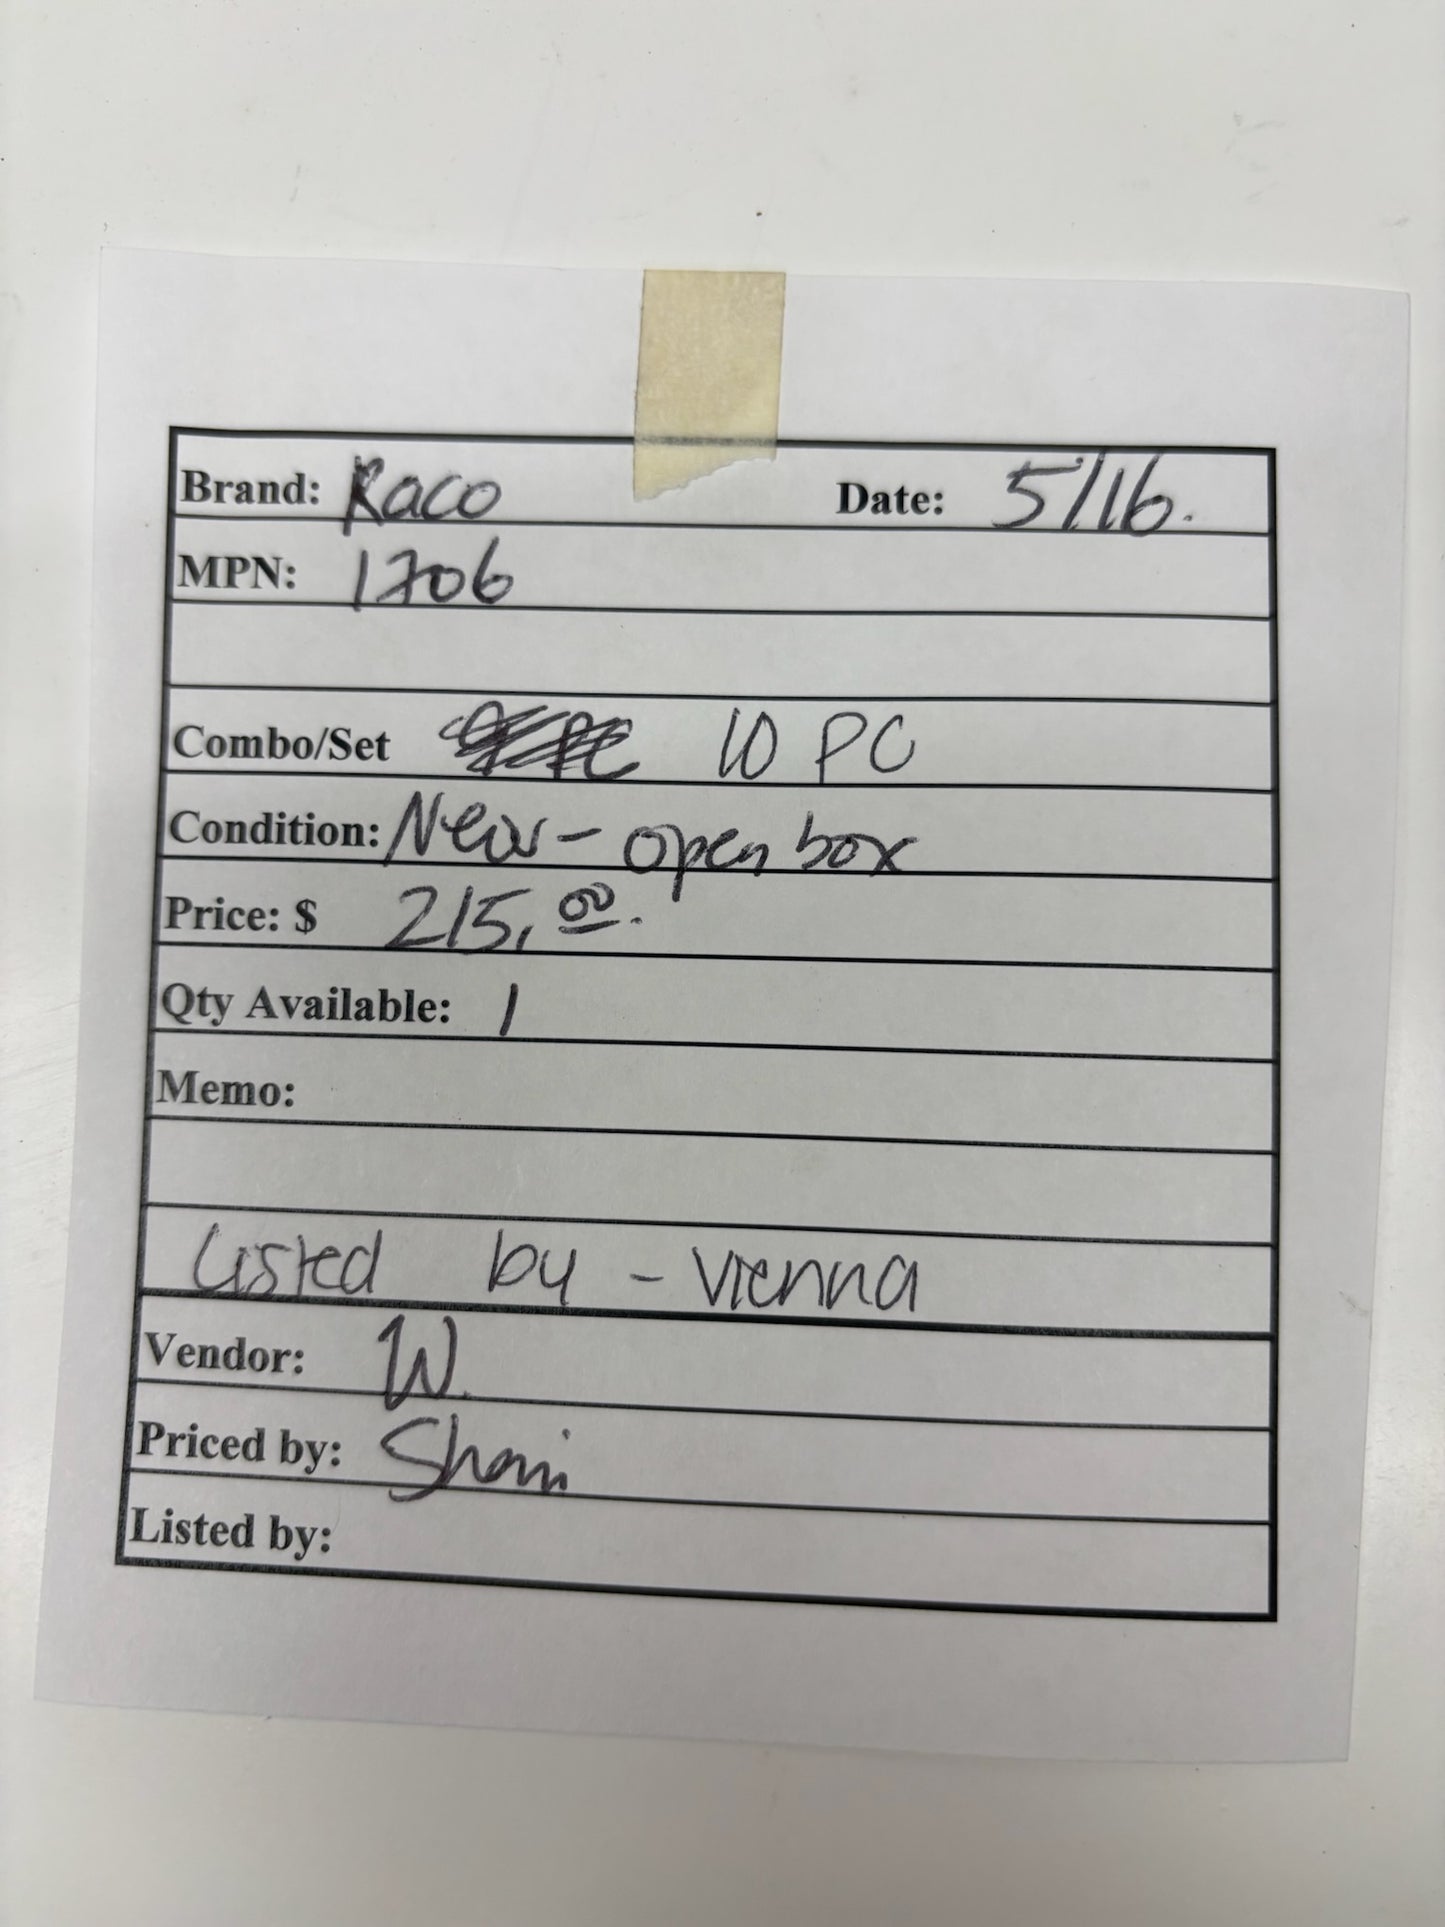 Brand: Raco Date: 5/16.
MPN: 1706
Combo/Set 10 PC
Condition: New - open box
Price: $ 215.00.
Qty Available: 1
Memo:
Listed by - Vienna
Vendor: W.
Priced by: Shani
Listed by: